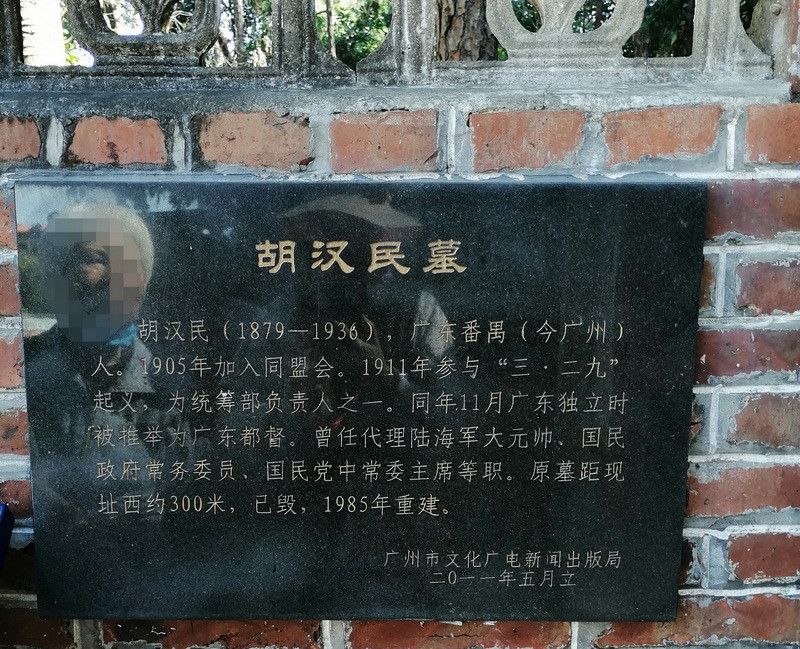 胡汉民墓
胡汉民（1879—1936），广东番禺（今广州）
人。1905年加入同盟会。1911年参与“三·二九”
起义，为统筹部负责人之一。同年11月广东独立时
被推举为广东都督。曾任代理陆海军大元帅、国民
政府常务委员、国民党中常委主席等职。原墓距现
址西约300米，已毁，1985年重建。
广州市文化广电新闻出版局
二〇一一年五月立